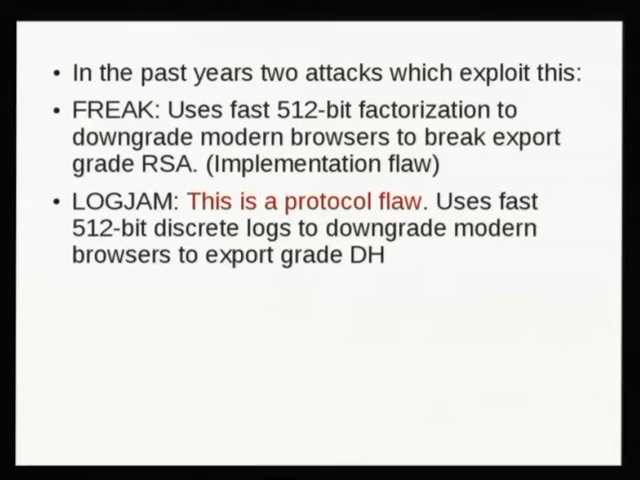 • In the past years two attacks which exploit this:
• FREAK: Uses fast 512-bit factorization to
downgrade modern browsers to break export
grade RSA. (Implementation flaw)
• LOGJAM: This is a protocol flaw. Uses fast
512-bit discrete logs to downgrade modern
browsers to export grade DH